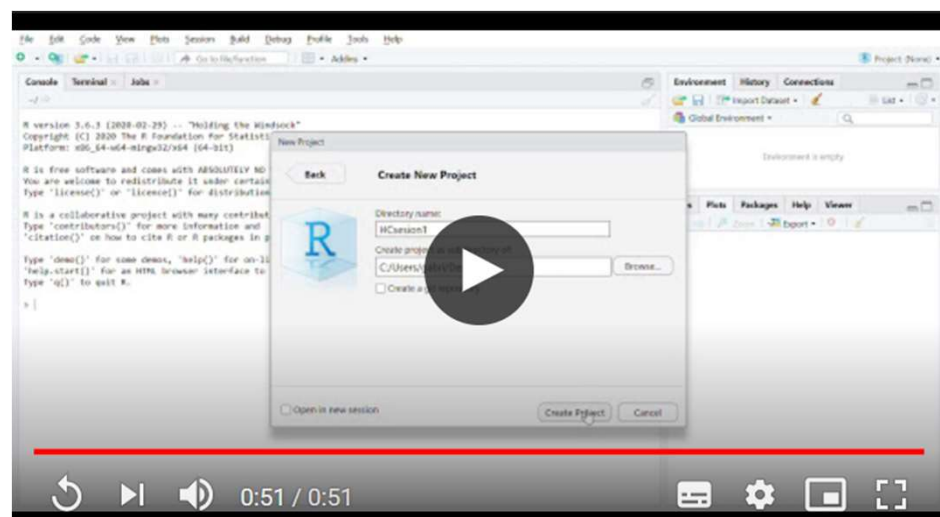 File Edit Code View Plots Session Build Debug Profile Tools Help
Go to file/function Addins Project: (None)
Console Terminal Jobs
Environment History Connections
Import Dataset List
Global Environment
Environment is empty
R version 3.6.3 (2020-02-29) -- "Holding the Windsock"
Copyright (C) 2020 The R Foundation for Statisti
Platform: x86_64-w64-mingw32/x64 (64-bit)
R is free software and comes with ABSOLUTELY NO
You are welcome to redistribute it under certain
Type 'license()' or 'licence()' for distribution
R is a collaborative project with many contribut
Type 'contributors()' for more information and
'citation()' on how to cite R or R packages in p
Type 'demo()' for some demos, 'help()' for on-li
'help.start()' for an HTML browser interface to
Type 'q()' to quit R.
>
New Project
Back Create New Project
R
Directory name:
HCsesion1
Create project as subdirectory of:
C:/Users/ Browse...
Create a git
Open in new session Create Project Cancel
Plots Packages Help Viewer
Zoom Export
0:51 / 0:51